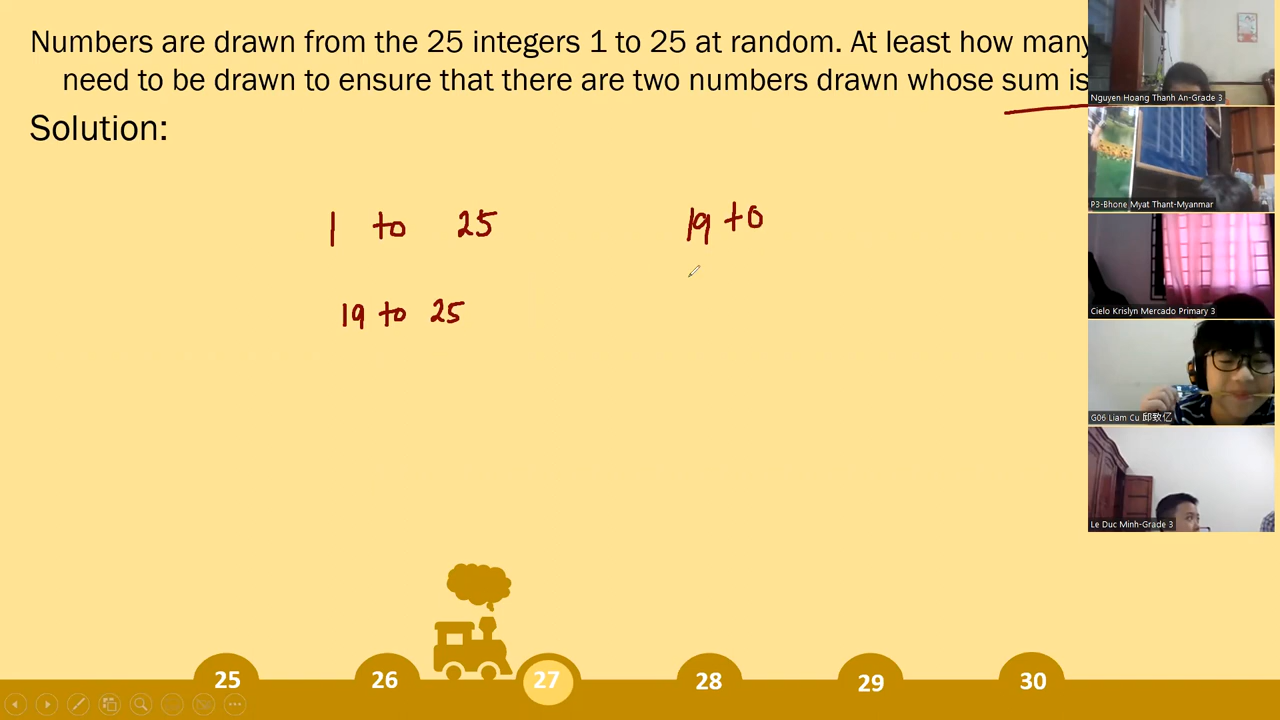 Numbers are drawn from the 25 integers 1 to 25 at random. At least how many
need to be drawn to ensure that there are two numbers drawn whose sum is
Solution:
1 to 25
19 + 0
19 to 25
Nguyen Hoang Thanh An-Grade 3
P3-Bhone Myat Thant-Myanmar
Cielo Krislyn Mercado Primary 3
G06 Liam Cu 邱致亿
Le Duc Minh-Grade 3
25 26 27 28 29 30